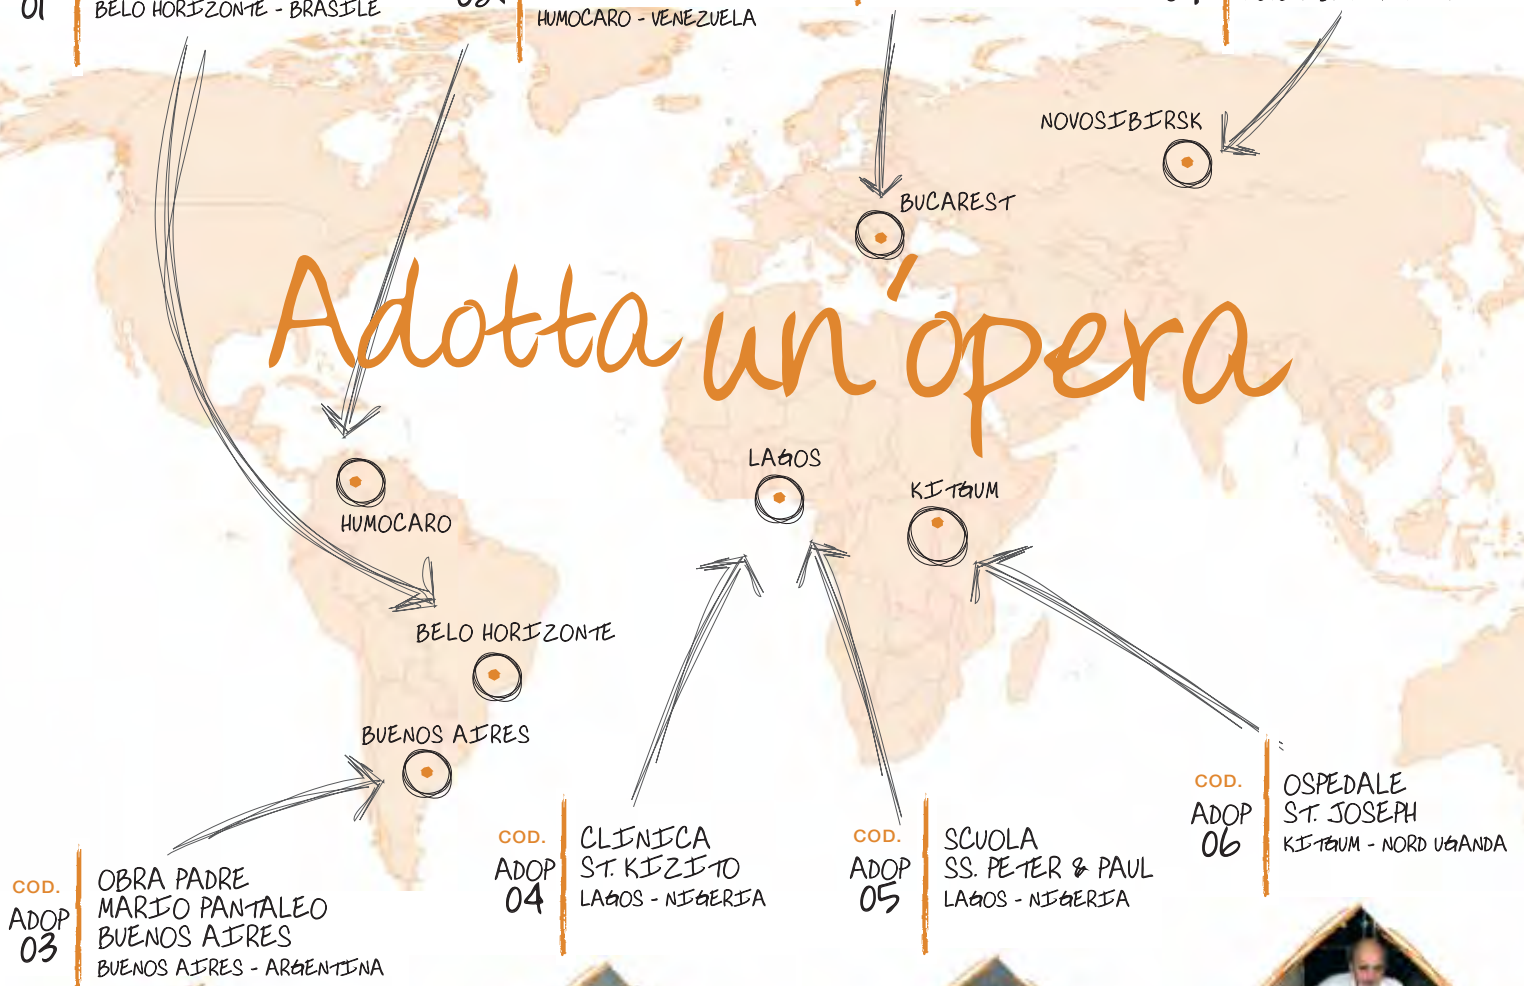 01
BELO HORIZONTE - BRASILE
HUMOCARO - VENEZUELA
NOVOSIBIRSK
BUCAREST
Adotta un'opera
LAGOS
KITGUM
HUMOCARO
BELO HORIZONTE
BUENOS AIRES
COD.
ADOP
03
OBRA PADRE
MARIO PANTALEO
BUENOS AIRES
BUENOS AIRES - ARGENTINA
COD.
ADOP
04
CLINICA
ST. KIZITO
LAGOS - NIGERIA
COD.
ADOP
05
SCUOLA
SS. PETER & PAUL
LAGOS - NIGERIA
COD.
ADOP
06
OSPEDALE
ST. JOSEPH
KITGUM - NORD UGANDA